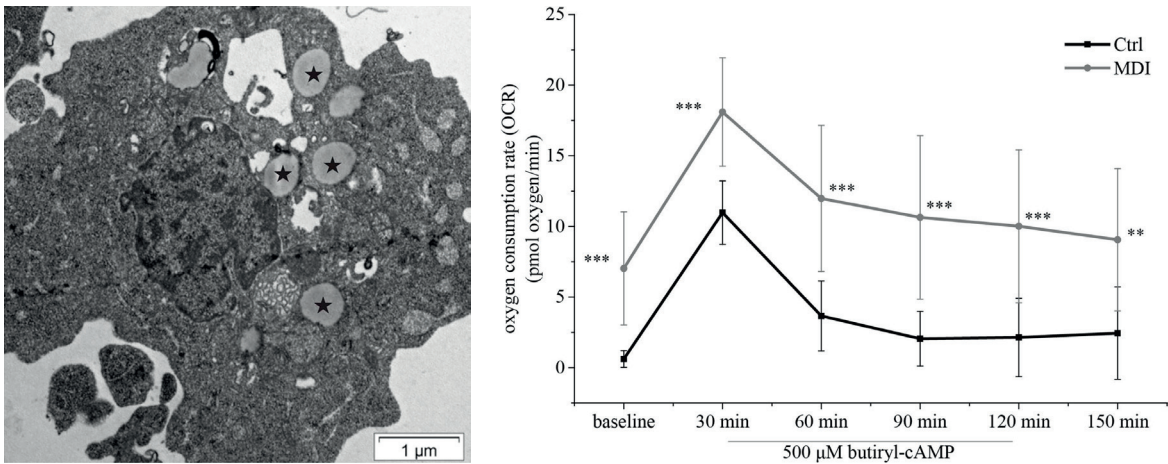 1 μm
oxygen consumption rate (OCR)
(pmol oxygen/min)
25
20
15
10
5
0
Ctrl
MDI
***
***
***
***
***
**
baseline
30 min
60 min
90 min
120 min
150 min
500 μM butiryl-cAMP